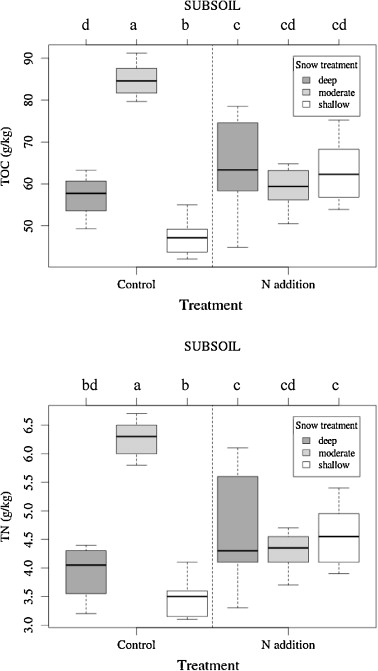 SUBSOIL
d a b c cd cd
Snow treatment
deep
moderate
shallow
TOC (g/kg)
90
80
70
60
50
Control N addition
Treatment
SUBSOIL
bd a b c cd c
Snow treatment
deep
moderate
shallow
TN (g/kg)
6.5
6.0
5.5
5.0
4.5
4.0
3.5
3.0
Control N addition
Treatment